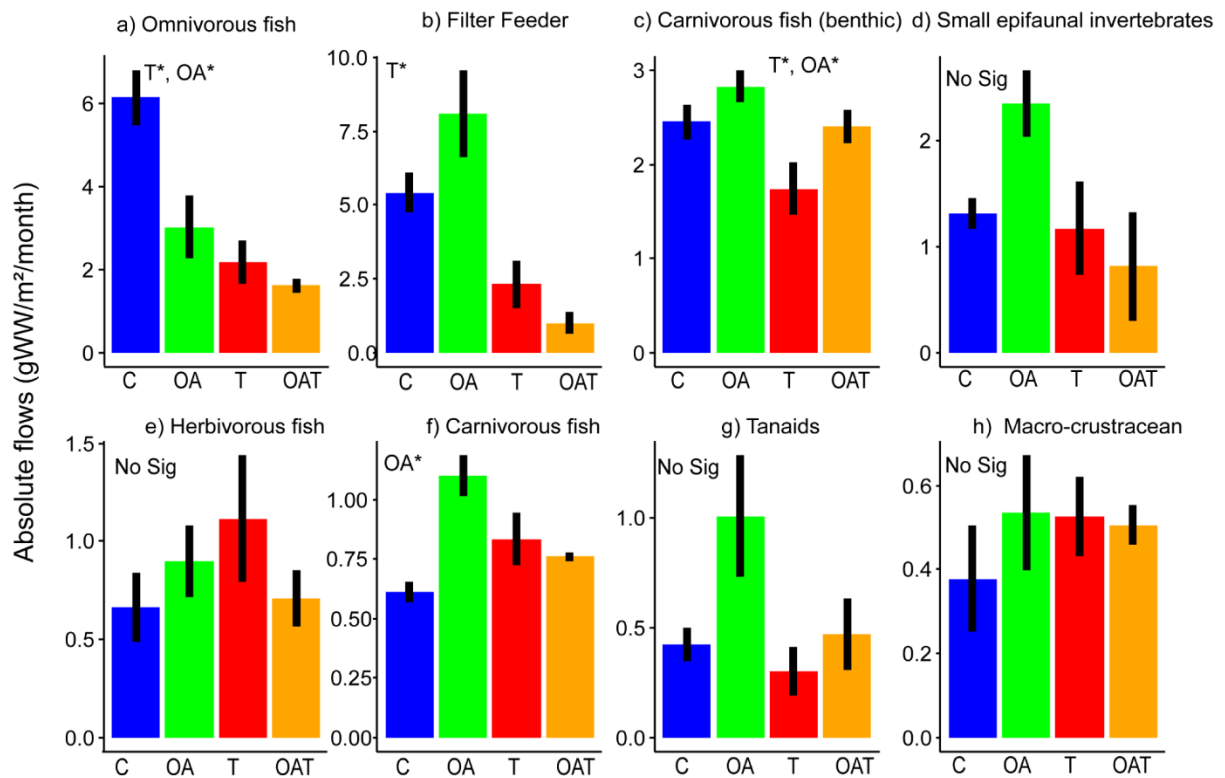 a) Omnivorous fish
b) Filter Feeder
c) Carnivorous fish (benthic)
d) Small epifaunal invertebrates
Absolute flows (gWW/m²/month)
T*, OA*
6
4
2
0
C OA T OAT
T*
10.0
7.5
5.0
2.5
0.0
C OA T OAT
T*, OA*
3
2
1
0
C OA T OAT
No Sig
2
1
0
C OA T OAT
e) Herbivorous fish
f) Carnivorous fish
g) Tanaids
h) Macro-crustracean
No Sig
1.5
1.0
0.5
0.0
C OA T OAT
OA*
1.00
0.75
0.50
0.25
0.00
C OA T OAT
No Sig
1.0
0.5
0.0
C OA T OAT
No Sig
0.6
0.4
0.2
0.0
C OA T OAT